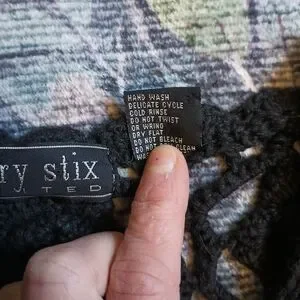 HAND WASH
DELICATE CYCLE
COLD RINSE
DO NOT TWIST
OR WRING
DRY FLAT
DO NOT BLEACH
DO NOT CLEAN
ry stix
TED